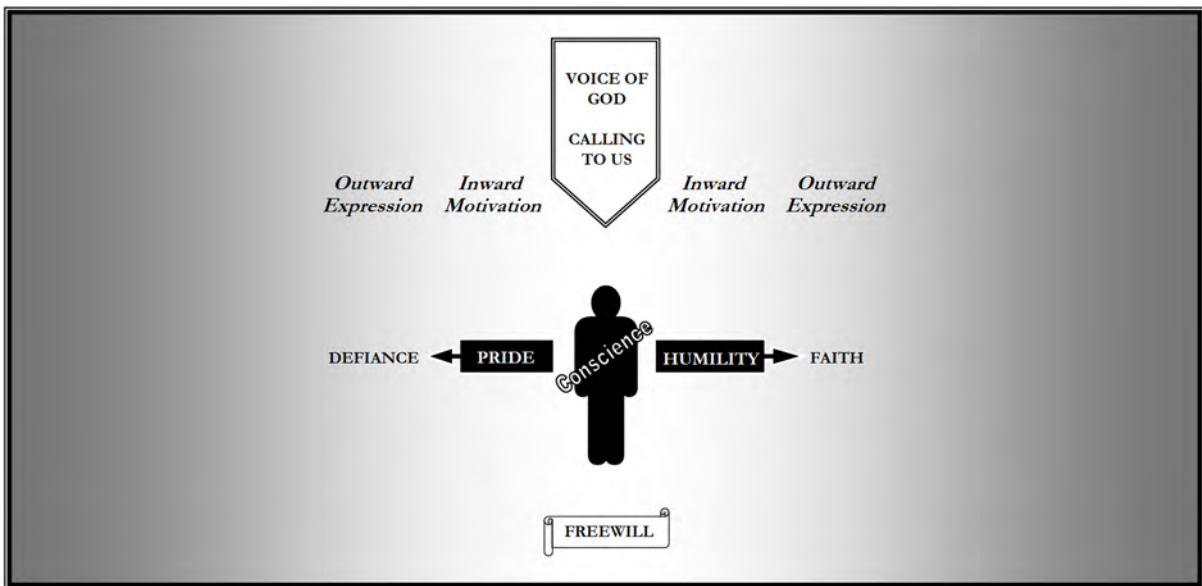 VOICE OF
GOD
CALLING
TO US
Outward
Expression
Inward
Motivation
Inward
Motivation
Outward
Expression
DEFIANCE
PRIDE
Conscience
HUMILITY
FAITH
FREEWILL